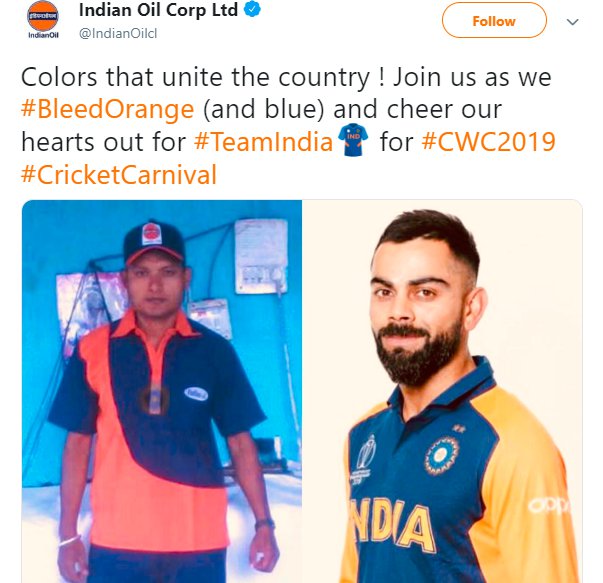 Indian Oil Corp Ltd
@IndianOilcl
Follow
इंडियनऑयल
IndianOil
Colors that unite the country ! Join us as we
#BleedOrange (and blue) and cheer our
hearts out for #TeamIndia IND for #CWC2019
#CricketCarnival
INDIA
oppo